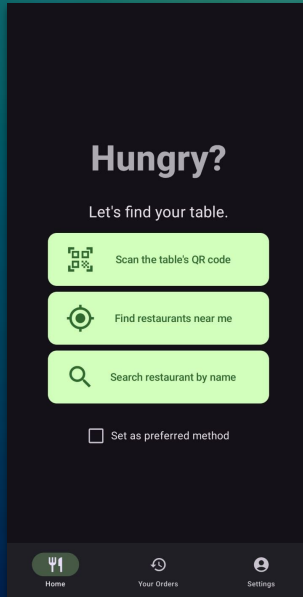 Hungry?
Let's find your table.
Scan the table's QR code
Find restaurants near me
Search restaurant by name
Set as preferred method
Home
Your Orders
Settings